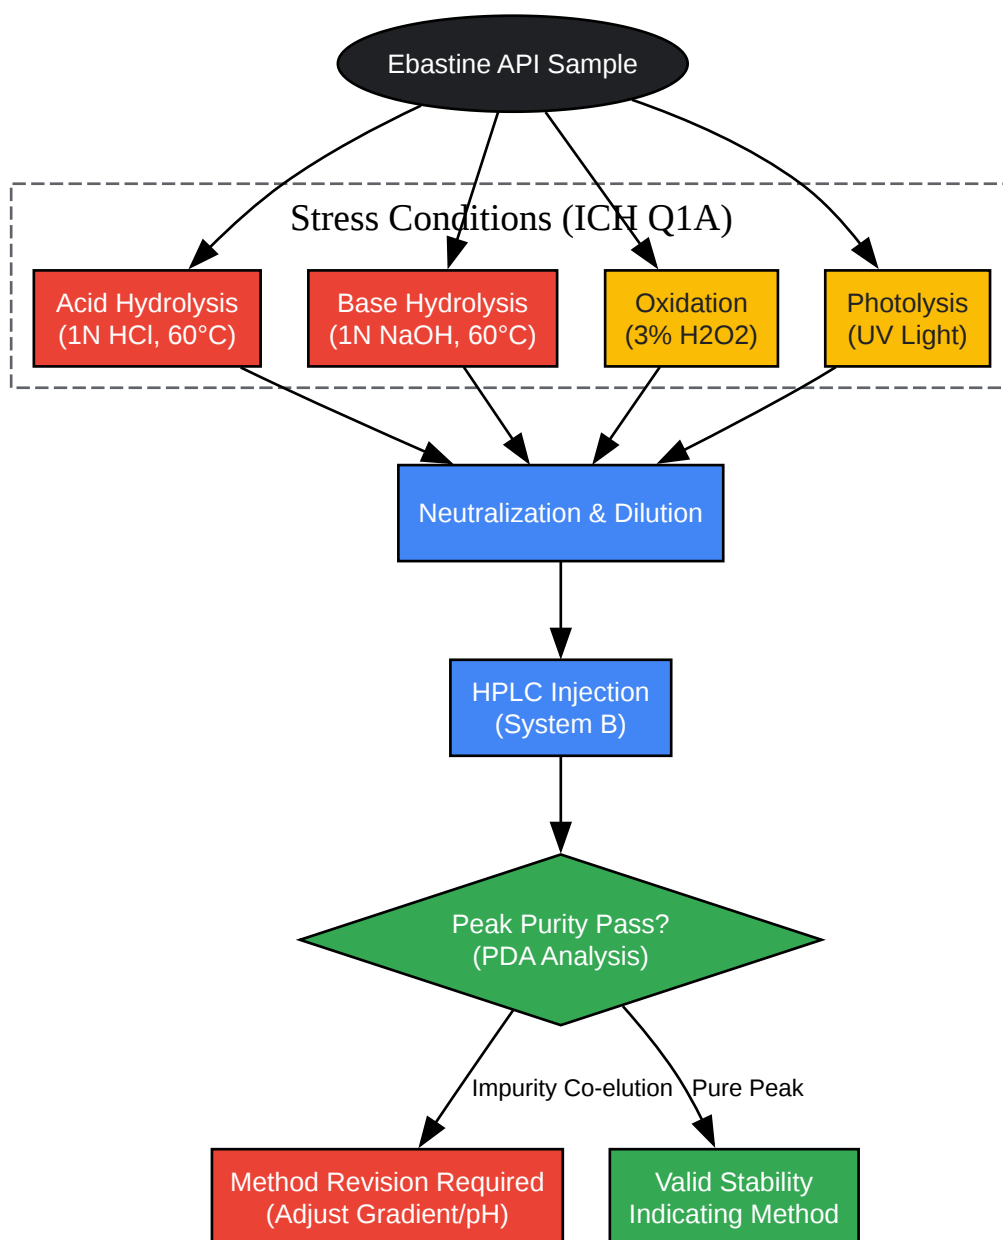 Ebastine API Sample
Stress Conditions (ICH Q1A)
Acid Hydrolysis
(1N HCl, 60°C)
Base Hydrolysis
(1N NaOH, 60°C)
Oxidation
(3% H2O2)
Photolysis
(UV Light)
Neutralization & Dilution
HPLC Injection
(System B)
Peak Purity Pass?
(PDA Analysis)
Impurity Co-elution
Pure Peak
Method Revision Required
(Adjust Gradient/pH)
Valid Stability
Indicating Method